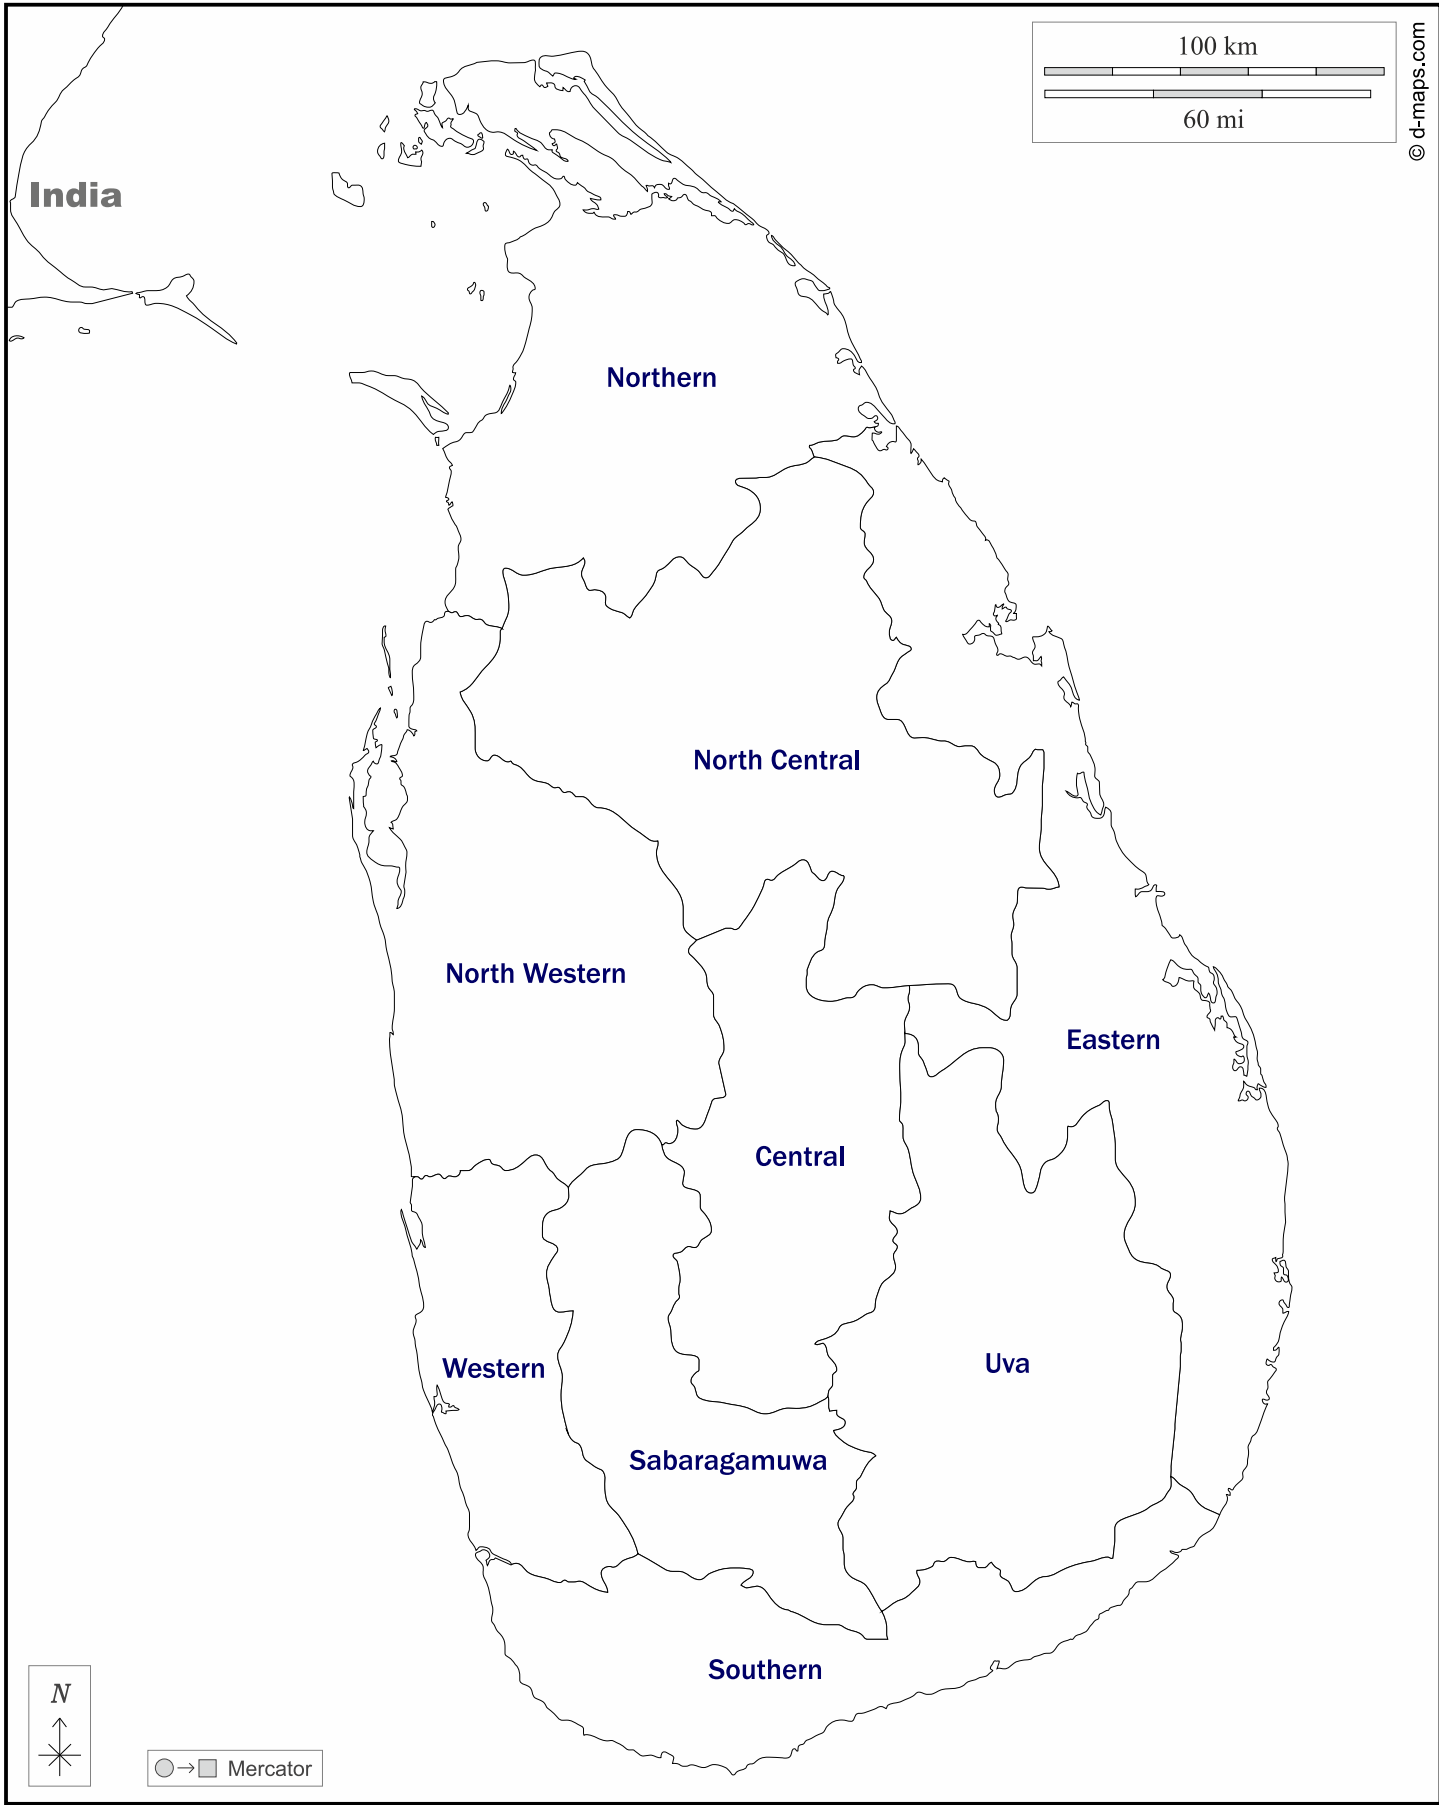 100 km
60 mi
© d-maps.com
India
Northern
North Central
North Western
Eastern
Central
Uva
Western
Sabaragamuwa
Southern
N
Mercator